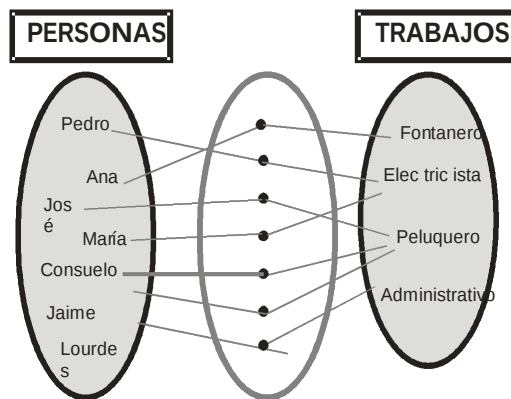 PERSONAS
TRABAJOS
Pedro
Fontanero
Ana
Elec tric ista
Jos
é
María
Peluquero
Consuelo
Administrativo
Jaime
Lourde
s